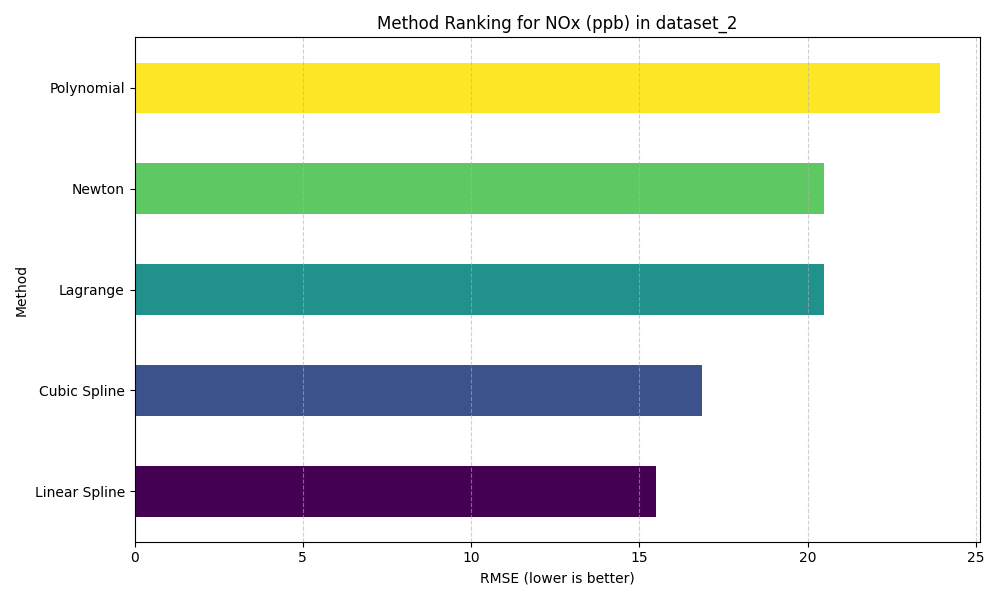 Method Ranking for NOx (ppb) in dataset_2
Polynomial
Newton
Lagrange
Cubic Spline
Linear Spline
Method
0 5 10 15 20 25
RMSE (lower is better)